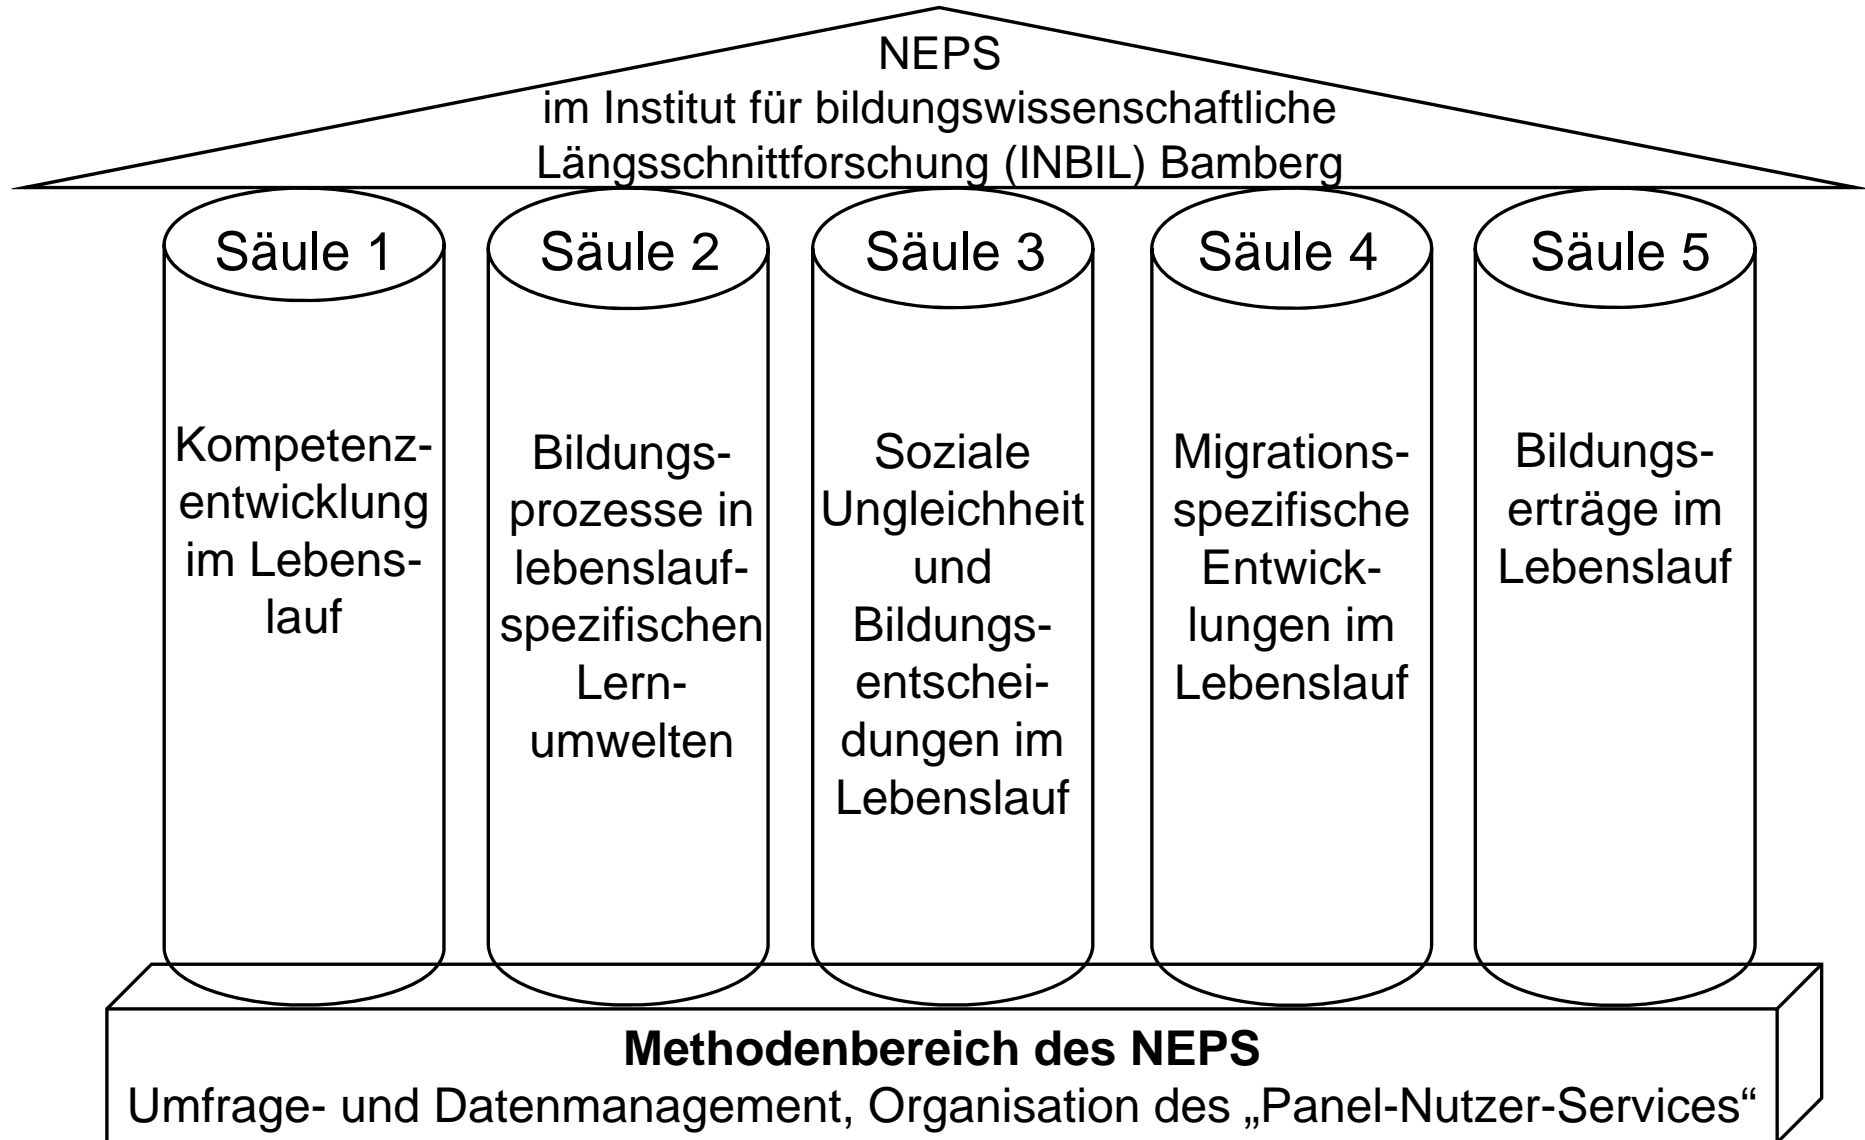 NEPS
im Institut für bildungswissenschaftliche
Längsschnittforschung (INBIL) Bamberg
Säule 1
Kompetenz-
entwicklung
im Lebens-
lauf
Säule 2
Bildungs-
prozesse in
lebenslauf-
spezifischen
Lern-
umwelten
Säule 3
Soziale
Ungleichheit
und
Bildungs-
entschei-
dungen im
Lebenslauf
Säule 4
Migrations-
spezifische
Entwick-
lungen im
Lebenslauf
Säule 5
Bildungs-
erträge im
Lebenslauf
Methodenbereich des NEPS
Umfrage- und Datenmanagement, Organisation des „Panel-Nutzer-Services“